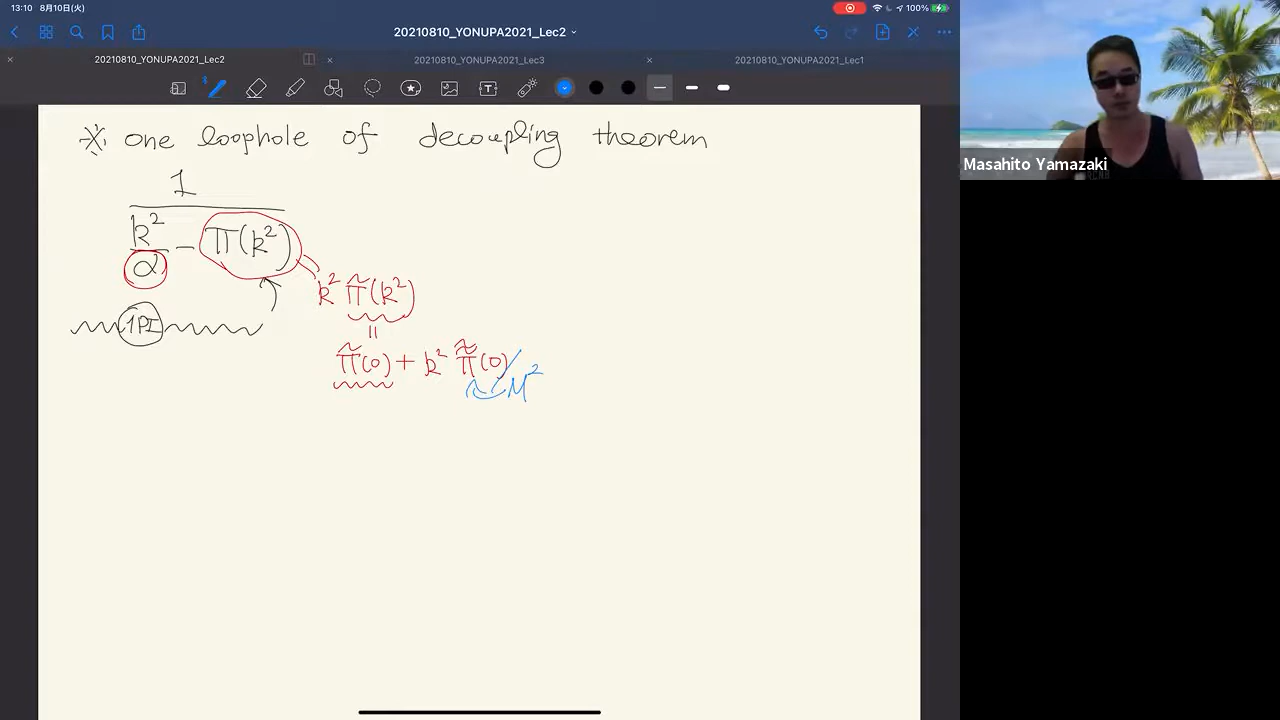 13:10 8月10日(火)
100%
20210810_YONUPA2021_Lec2
20210810_YONUPA2021_Lec2
20210810_YONUPA2021_Lec3
20210810_YONUPA2021_Lec1
※ one loophole of decoupling theorem
1
k²/α − Π(k²)
k² Π̃(k²)
1PI
=
Π̃(0) + k² Π̃̃(0)/M²
Masahito Yamazaki